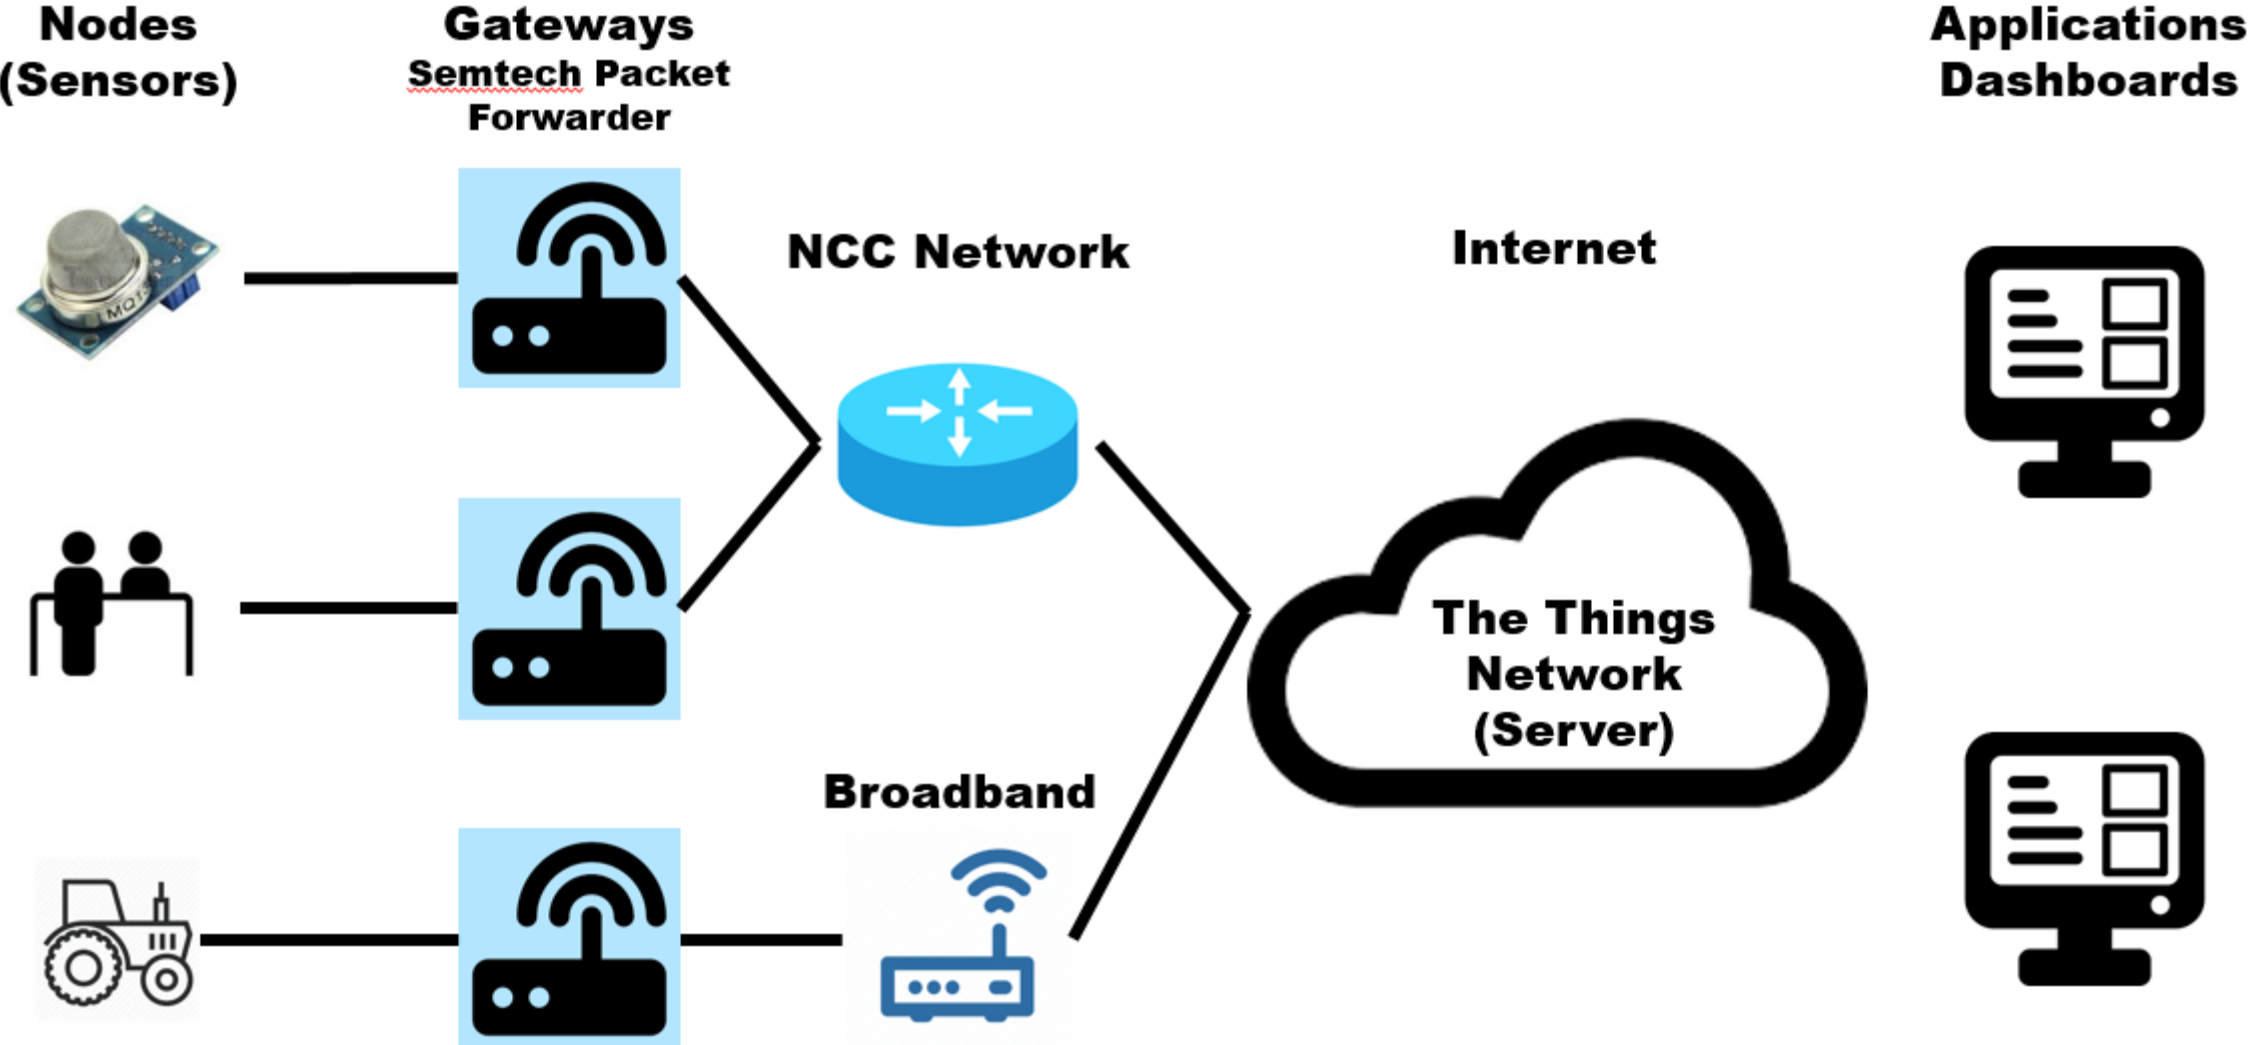 Nodes
(Sensors)
Gateways
Semtech Packet
Forwarder
Applications
Dashboards
NCC Network
Internet
The Things
Network
(Server)
Broadband